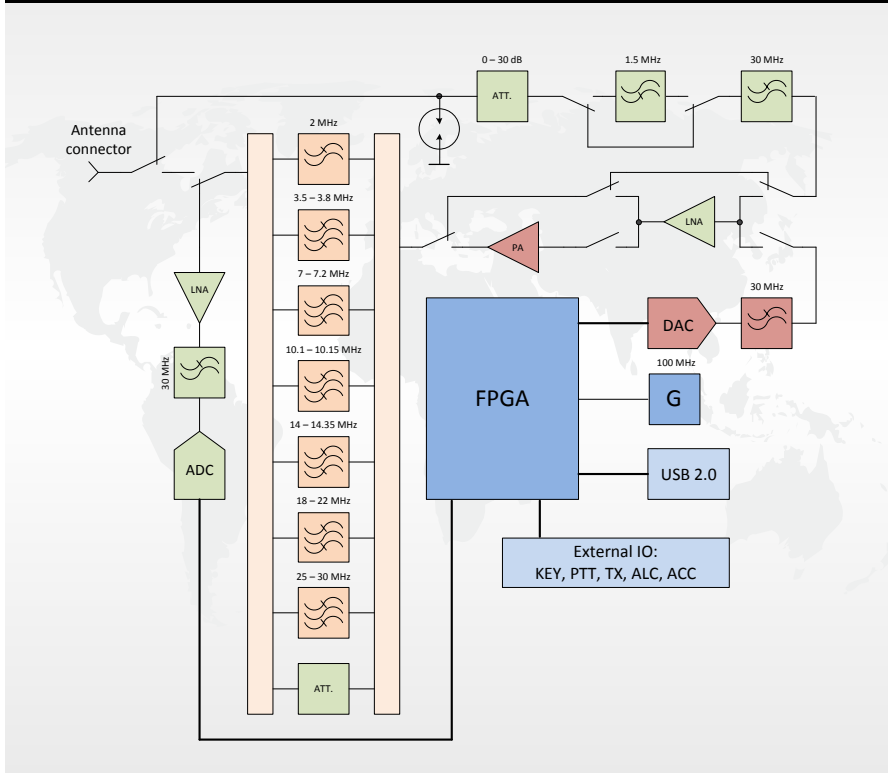 0 – 30 dB
1.5 MHz
30 MHz
ATT.
Antenna
connector
2 MHz
3.5 – 3.8 MHz
LNA
PA
7 – 7.2 MHz
LNA
30 MHz
DAC
10.1 – 10.15MHz
30 MHz
100 MHz
FPGA
G
14 – 14.35 MHz
ADC
USB 2.0
18 – 22 MHz
External IO:
KEY, PTT, TX, ALC, ACC
25 – 30 MHz
ATT.